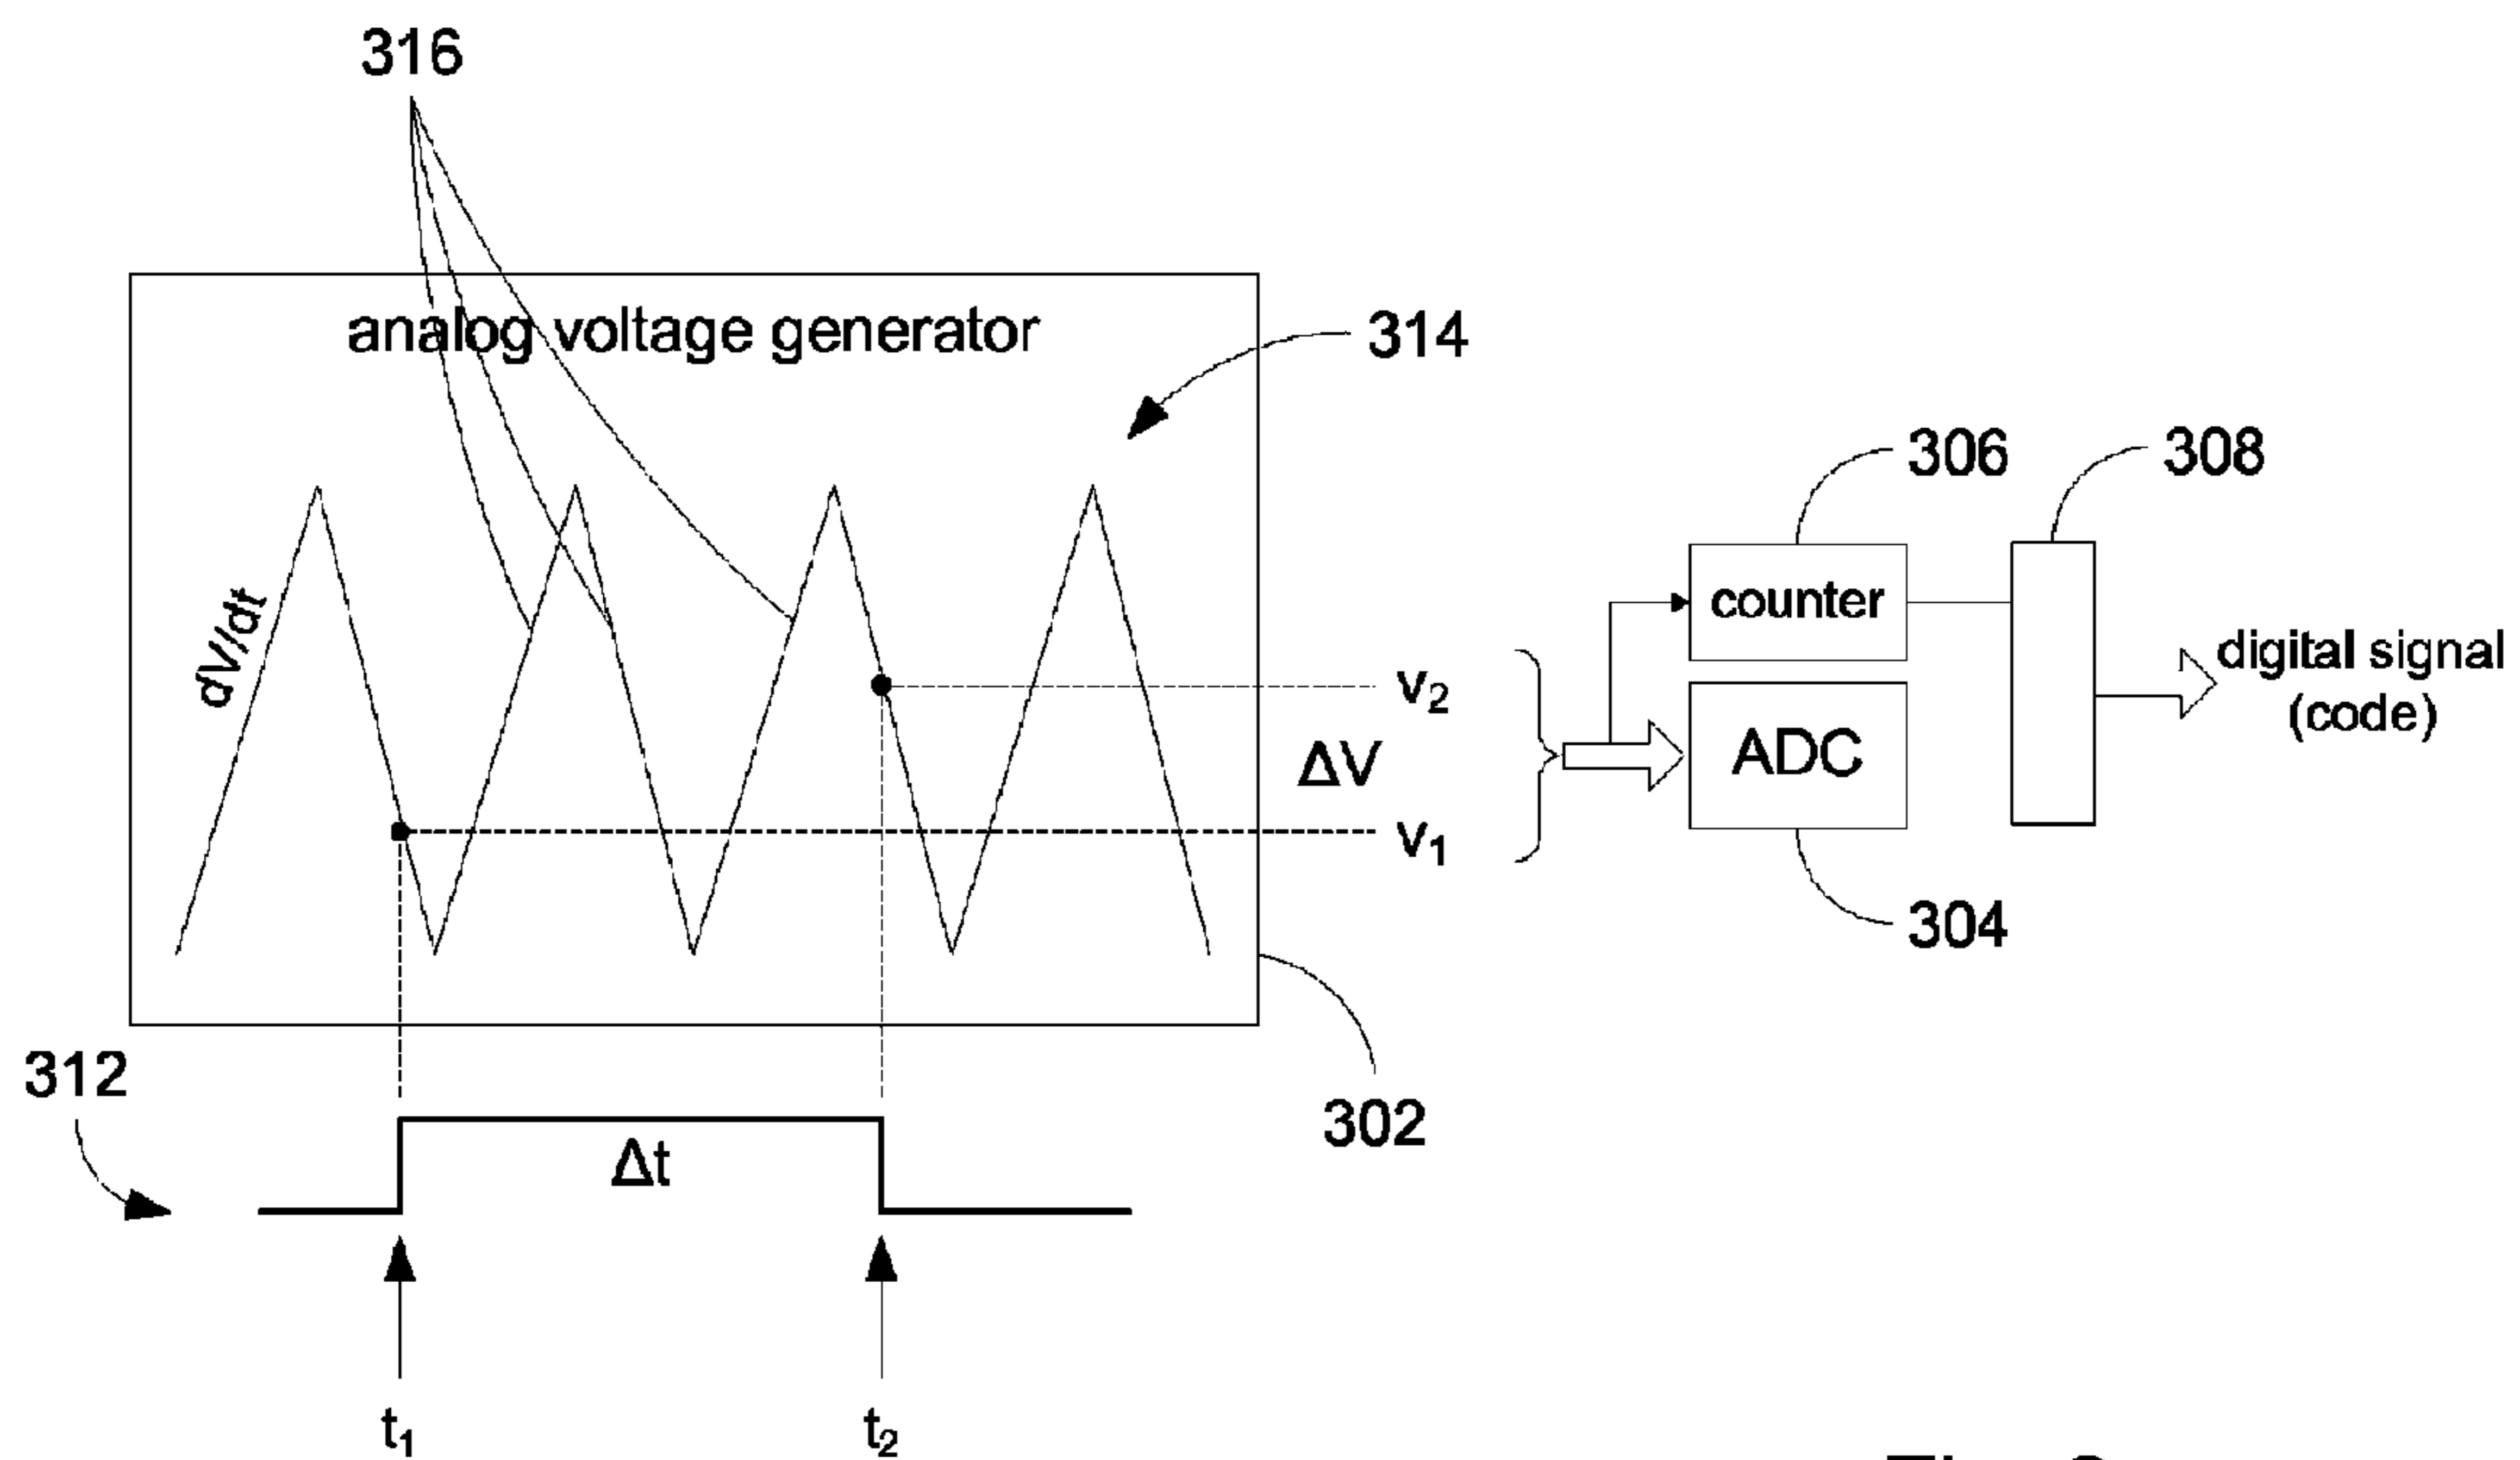 316
analog voltage generator
314
306
308
dV/dt
counter
digital signal
(code)
v2
ΔV
ADC
v1
304
312
302
Δt
t1
t2